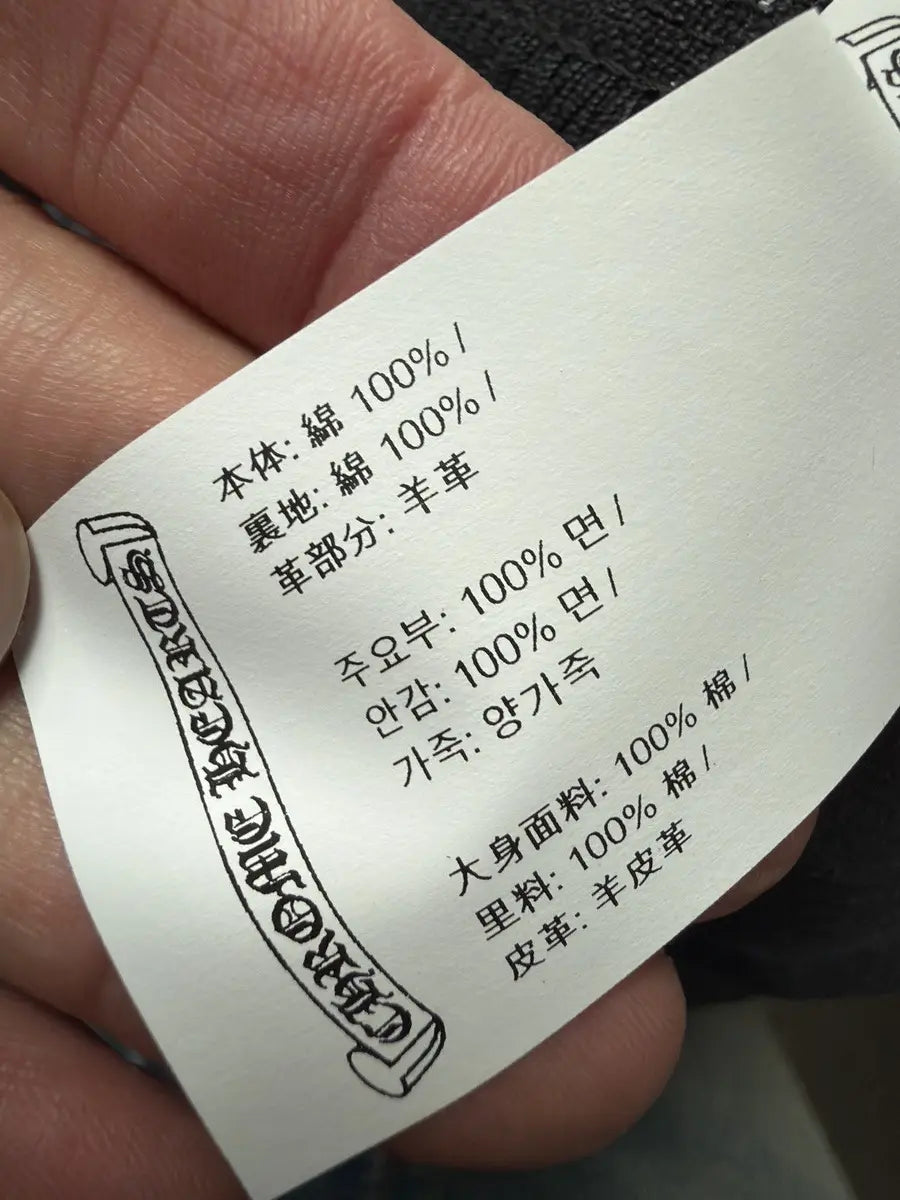 CHROME HEARTS
本体: 綿 100% /
裏地: 綿 100% /
革部分: 羊革
주요부: 100% 면 /
안감: 100% 면 /
가죽: 양가죽
大身面料: 100% 棉 /
里料: 100% 棉 /
皮革: 羊皮革